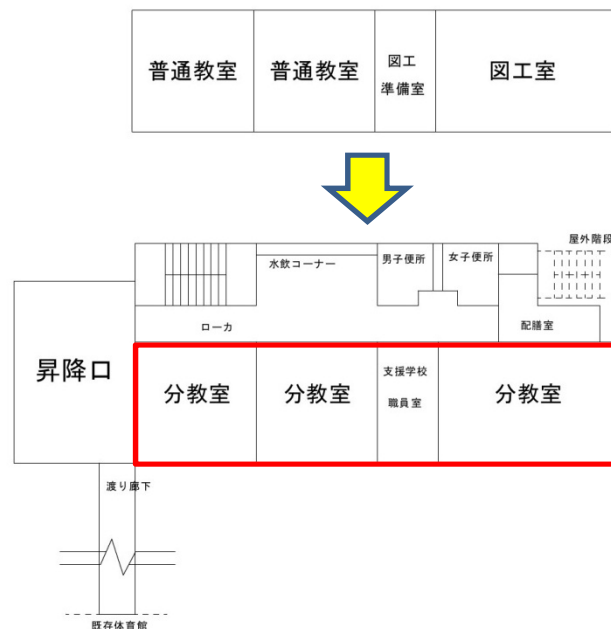 普通教室
普通教室
図工
準備室
図工室
屋外階段
水飲コーナー
男子便所
女子便所
ローカ
配膳室
昇降口
分教室
分教室
支援学校
職員室
分教室
渡り廊下
既存体育館